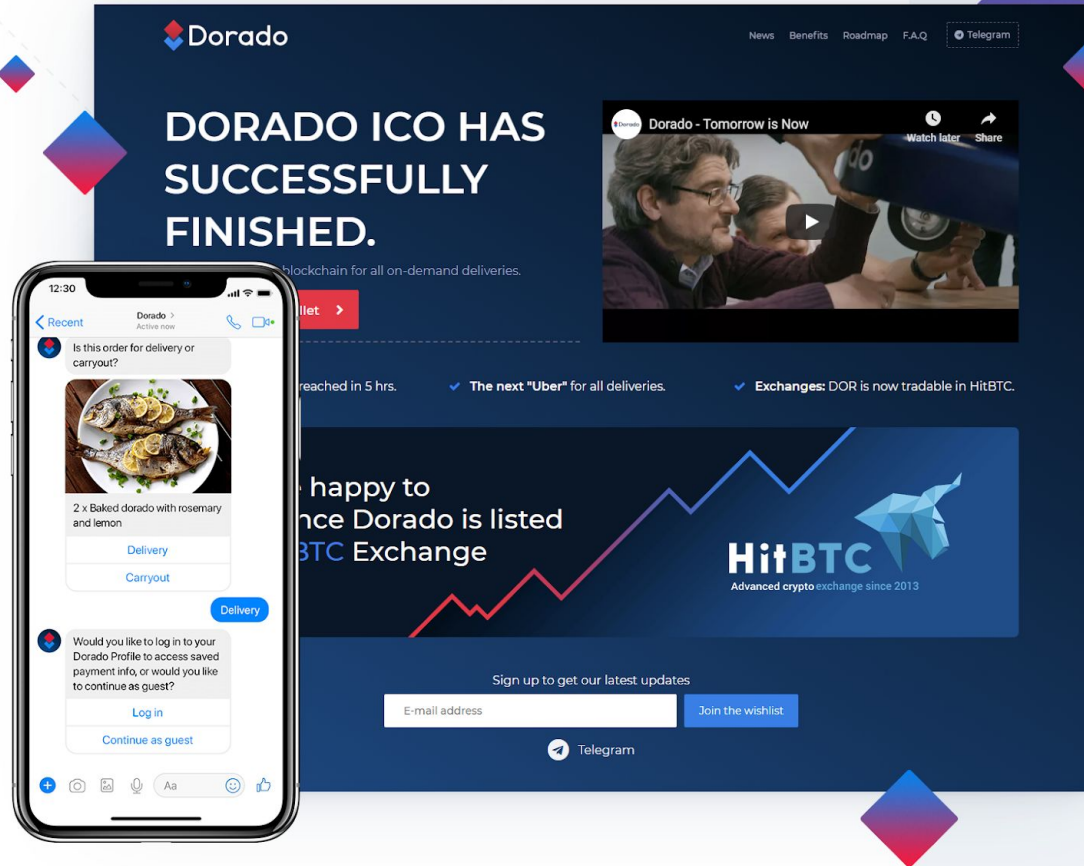 Dorado
News Benefits Roadmap F.A.Q Telegram
DORADO ICO HAS
SUCCESSFULLY
FINISHED.
blockchain for all on-demand deliveries.
Dorado
Dorado - Tomorrow is Now
Watch later
Share
do
reached in 5 hrs.
The next "Uber" for all deliveries.
Exchanges: DOR is now tradable in HitBTC.
happy to
Dorado is listed
BTC Exchange
HitBTC
Advanced crypto exchange since 2013
Sign up to get our latest updates
E-mail address
Join the wishlist
Telegram
12:30
Recent
Dorado
Active now
Is this order for delivery or
carryout?
2 x Baked dorado with rosemary
and lemon
Delivery
Carryout
Delivery
Would you like to log in to your
Dorado Profile to access saved
payment info, or would you like
to continue as guest?
Log in
Continue as guest
Aa